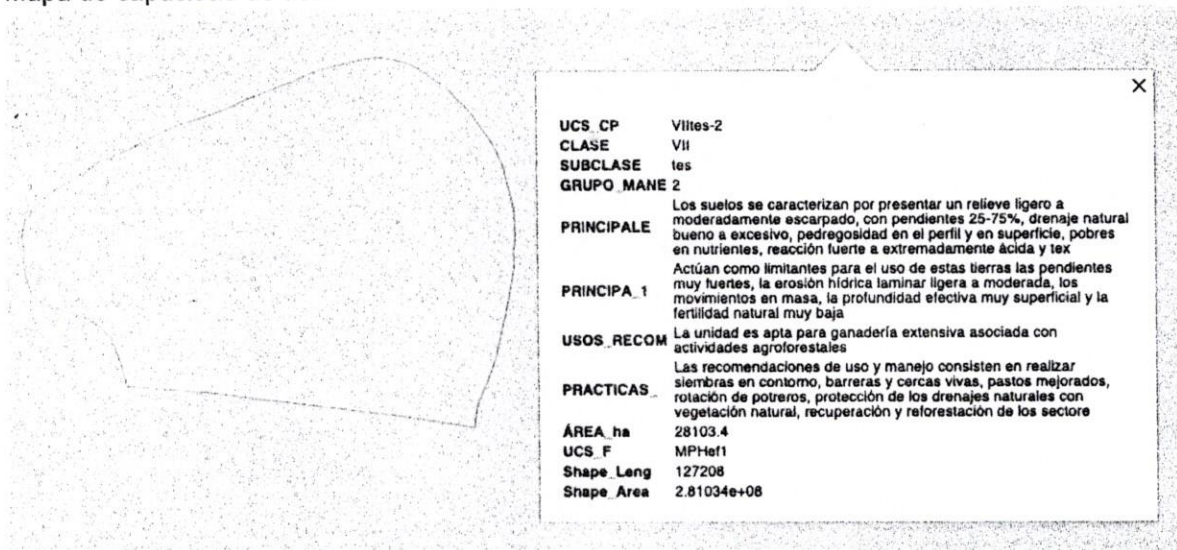 UCS_CP VIItes-2
CLASE VII
SUBCLASE tes
GRUPO_MANE 2
PRINCIPALE Los suelos se caracterizan por presentar un relieve ligero a
moderadamente escarpado, con pendientes 25-75%, drenaje natural
bueno a excesivo, pedregosidad en el perfil y en superficie, pobres
en nutrientes, reacción fuerte a extremadamente ácida y tex
PRINCIPA_1 Actúan como limitantes para el uso de estas tierras las pendientes
muy fuertes, la erosión hídrica laminar ligera a moderada, los
movimientos en masa, la profundidad efectiva muy superficial y la
fertilidad natural muy baja
USOS_RECOM La unidad es apta para ganadería extensiva asociada con
actividades agroforestales
PRACTICAS_ Las recomendaciones de uso y manejo consisten en realizar
siembras en contorno, barreras y cercas vivas, pastos mejorados,
rotación de potreros, protección de los drenajes naturales con
vegetación natural, recuperación y reforestación de los sectore
ÁREA_ha 28103.4
UCS_F MPHef1
Shape_Leng 127208
Shape_Area 2.81034e+08